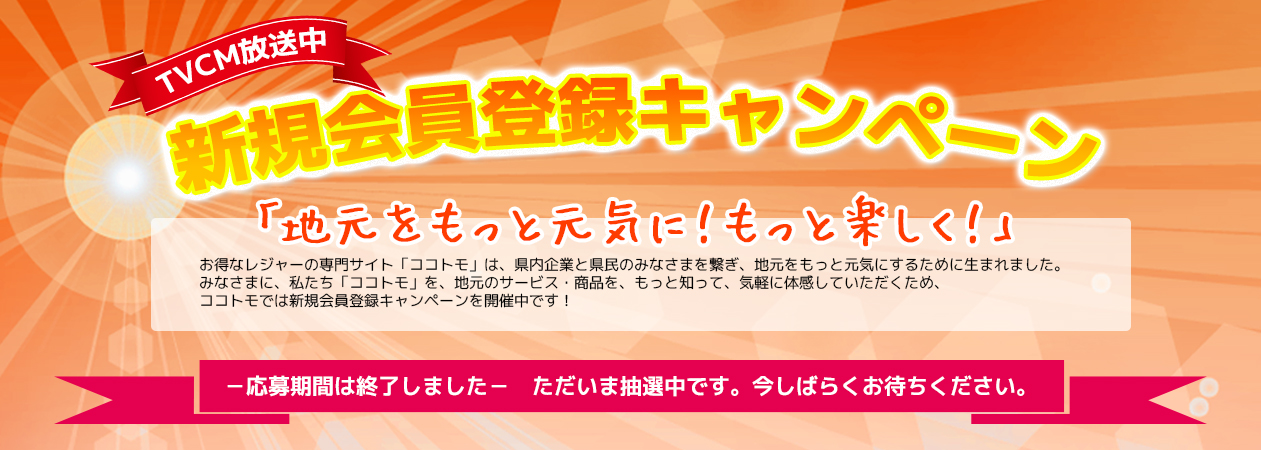 TVCM放送中
新規会員登録キャンペーン
「地元をもっと元気に！もっと楽しく！」
お得なレジャーの専門サイト「ココトモ」は、県内企業と県民のみなさまを繋ぎ、地元をもっと元気にするために生まれました。
みなさまに、私たち「ココトモ」を、地元のサービス・商品を、もっと知って、気軽に体感していただくため、
ココトモでは新規会員登録キャンペーンを開催中です！
－応募期間は終了しました－　ただいま抽選中です。今しばらくお待ちください。